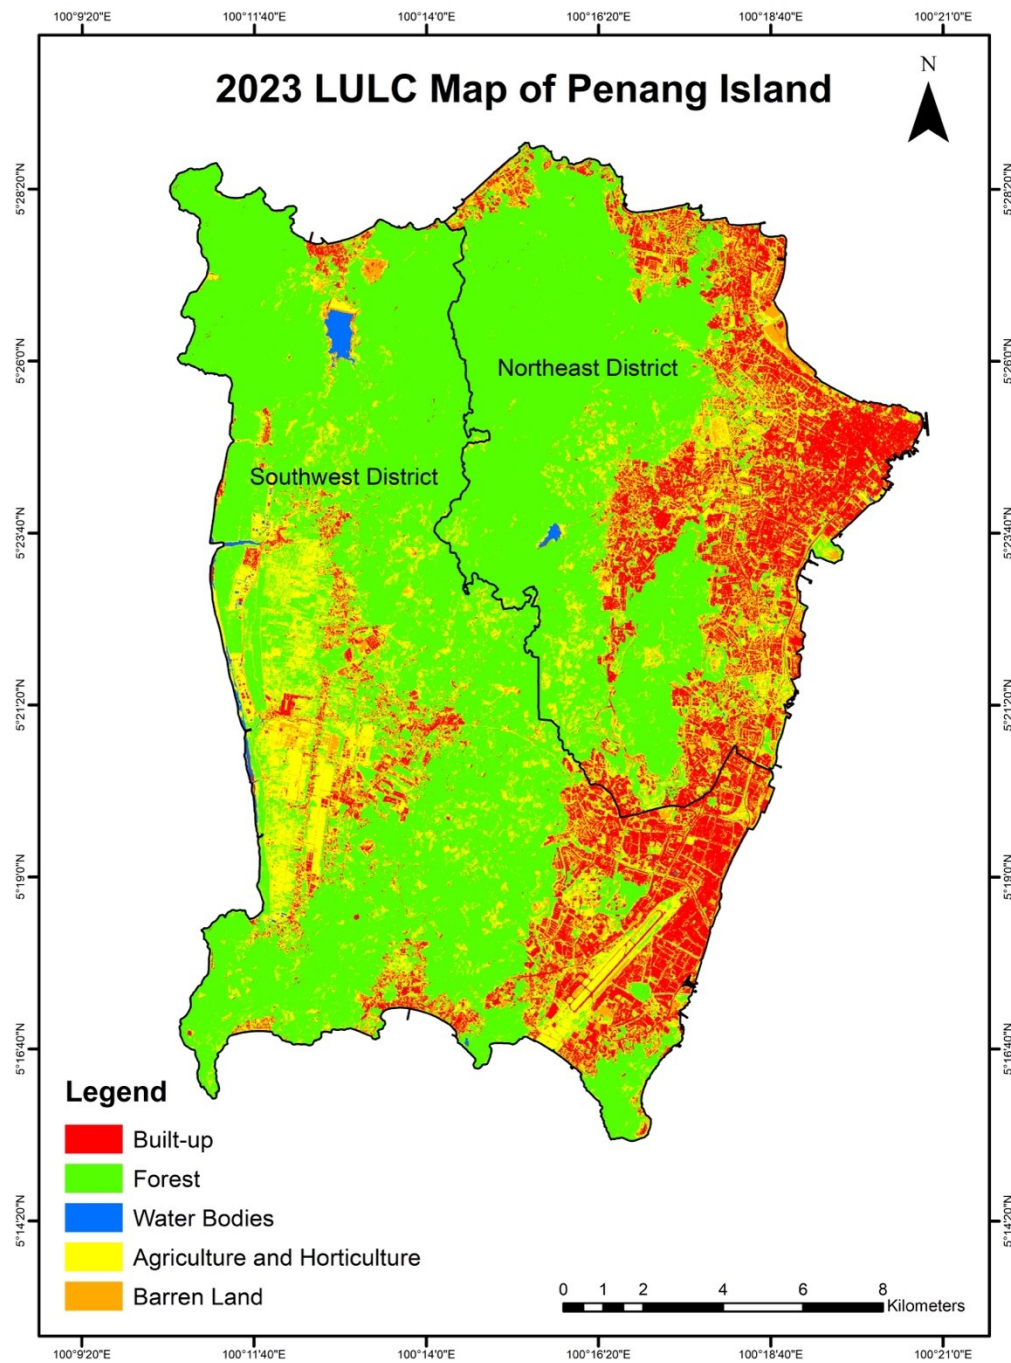 100°9'20"E 100°11'40"E 100°14'0"E 100°16'20"E 100°18'40"E 100°21'0"E
2023 LULC Map of Penang Island
N
5°28'20"N 5°28'20"N
5°26'0"N 5°26'0"N
Northeast District
Southwest District
5°23'40"N 5°23'40"N
5°21'20"N 5°21'20"N
5°19'0"N 5°19'0"N
5°16'40"N 5°16'40"N
Legend
Built-up
Forest
Water Bodies
Agriculture and Horticulture
Barren Land
5°14'20"N 5°14'20"N
0 1 2 4 6 8
Kilometers
100°9'20"E 100°11'40"E 100°14'0"E 100°16'20"E 100°18'40"E 100°21'0"E